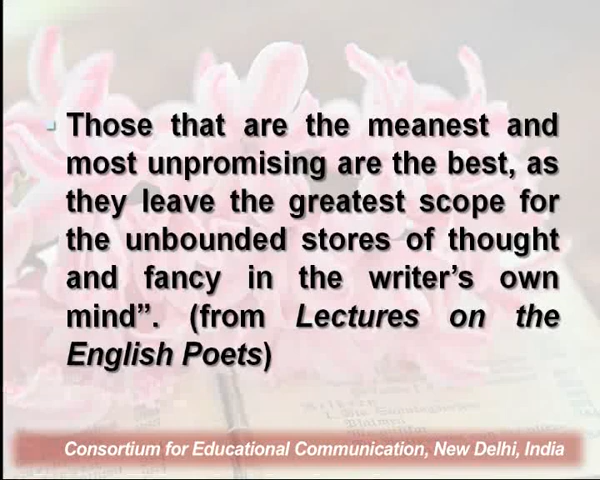 Those that are the meanest and
most unpromising are the best, as
they leave the greatest scope for
the unbounded stores of thought
and fancy in the writer's own
mind”. (from Lectures on the
English Poets)
Consortium for Educational Communication, New Delhi, India